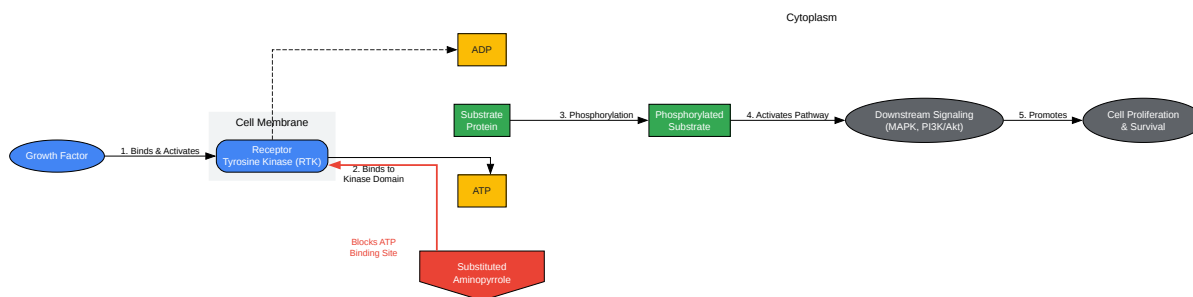 Cytoplasm
ADP
Cell Membrane
Substrate
Protein
3. Phosphorylation
Phosphorylated
Substrate
4. Activates Pathway
Downstream Signaling
(MAPK, PI3K/Akt)
5. Promotes
Cell Proliferation
& Survival
Growth Factor
1. Binds & Activates
Receptor
Tyrosine Kinase (RTK)
2. Binds to
Kinase Domain
ATP
Blocks ATP
Binding Site
Substituted
Aminopyrrole